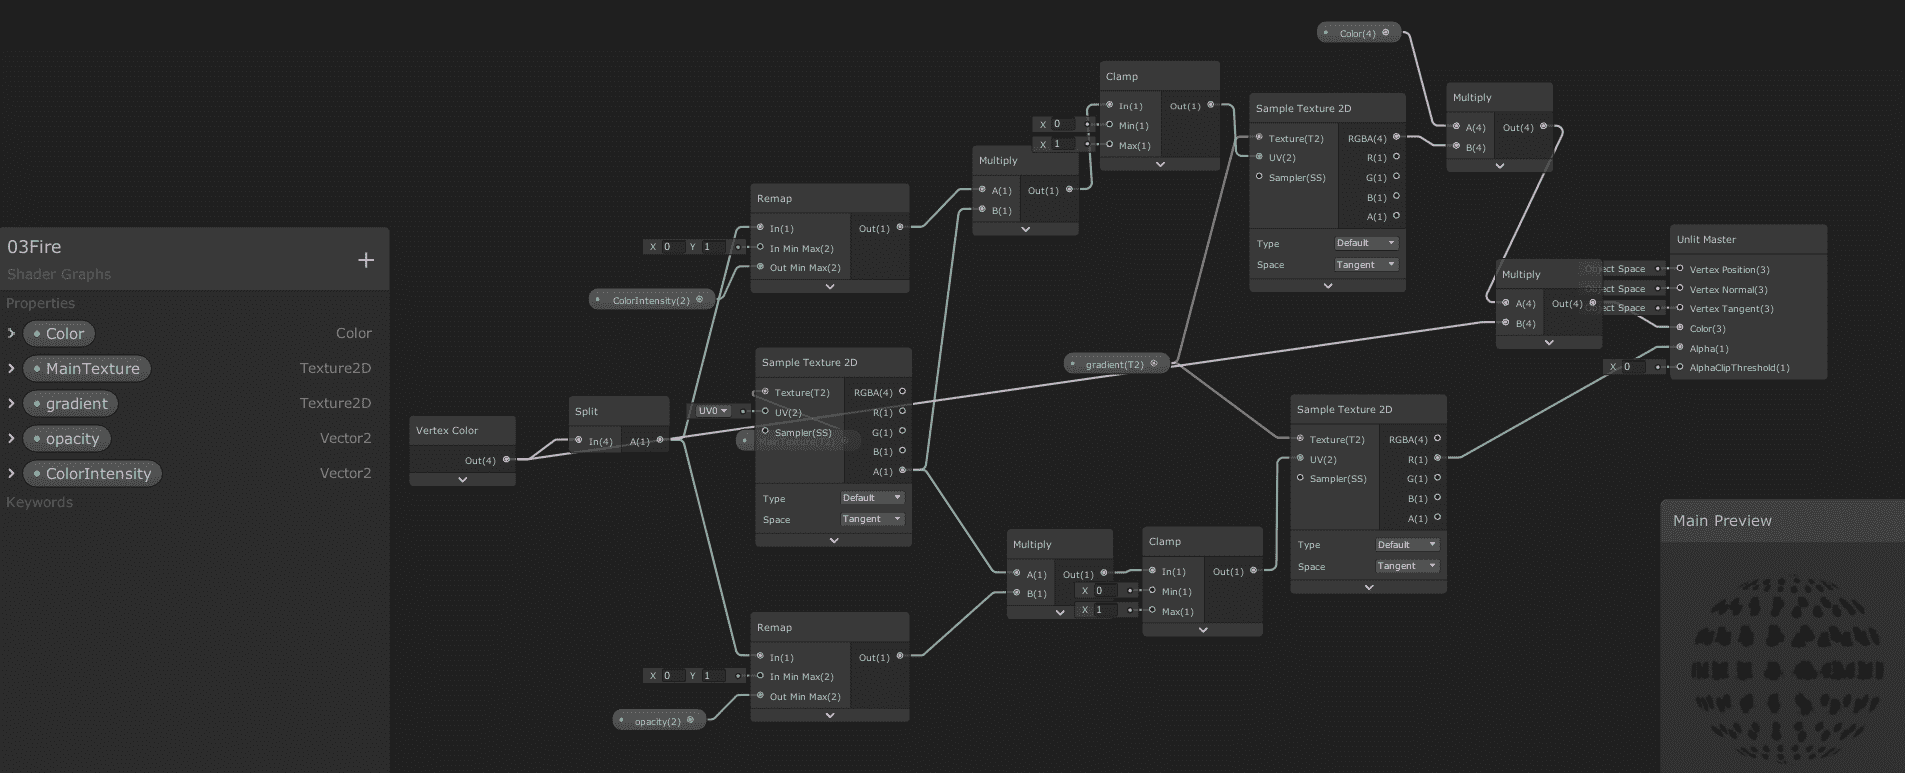 03Fire
Shader Graphs
Properties
Color Color
MainTexture Texture2D
gradient Texture2D
opacity Vector2
ColorIntensity Vector2
Keywords
Vertex Color
Out(4)
Split
In(4) A(1)
Remap
In(1) Out(1)
X 0 Y 1 In Min Max(2)
Out Min Max(2)
ColorIntensity(2)
Sample Texture 2D
Texture(T2) RGBA(4)
UV0 UV(2) R(1)
Sampler(SS) G(1)
MainTexture(T2)
B(1)
A(1)
Type Default
Space Tangent
Remap
In(1) Out(1)
X 0 Y 1 In Min Max(2)
Out Min Max(2)
opacity(2)
Multiply
A(1) Out(1)
B(1)
Clamp
In(1) Out(1)
X 0 Min(1)
X 1 Max(1)
gradient(T2)
Multiply
A(1) Out(1)
B(1)
Clamp
In(1) Out(1)
X 0 Min(1)
X 1 Max(1)
Color(4)
Sample Texture 2D
Texture(T2) RGBA(4)
UV(2) R(1)
Sampler(SS) G(1)
B(1)
A(1)
Type Default
Space Tangent
Sample Texture 2D
Texture(T2) RGBA(4)
UV(2) R(1)
Sampler(SS) G(1)
B(1)
A(1)
Type Default
Space Tangent
Multiply
A(4) Out(4)
B(4)
Multiply
A(4) Out(4)
B(4)
Unlit Master
Object Space Vertex Position(3)
Object Space Vertex Normal(3)
Object Space Vertex Tangent(3)
Color(3)
Alpha(1)
X 0 AlphaClipThreshold(1)
Main Preview